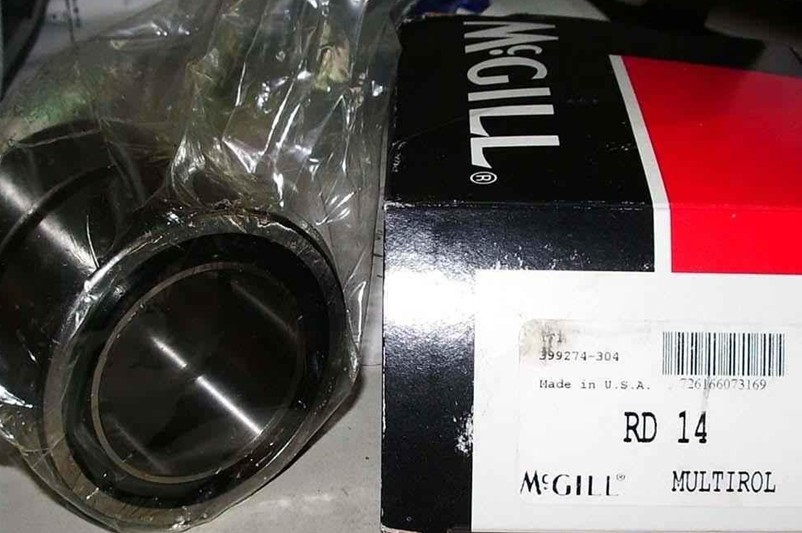 McGILL®
399274-304
Made in U.S.A.
726166073169
RD 14
McGILL® MULTIROL